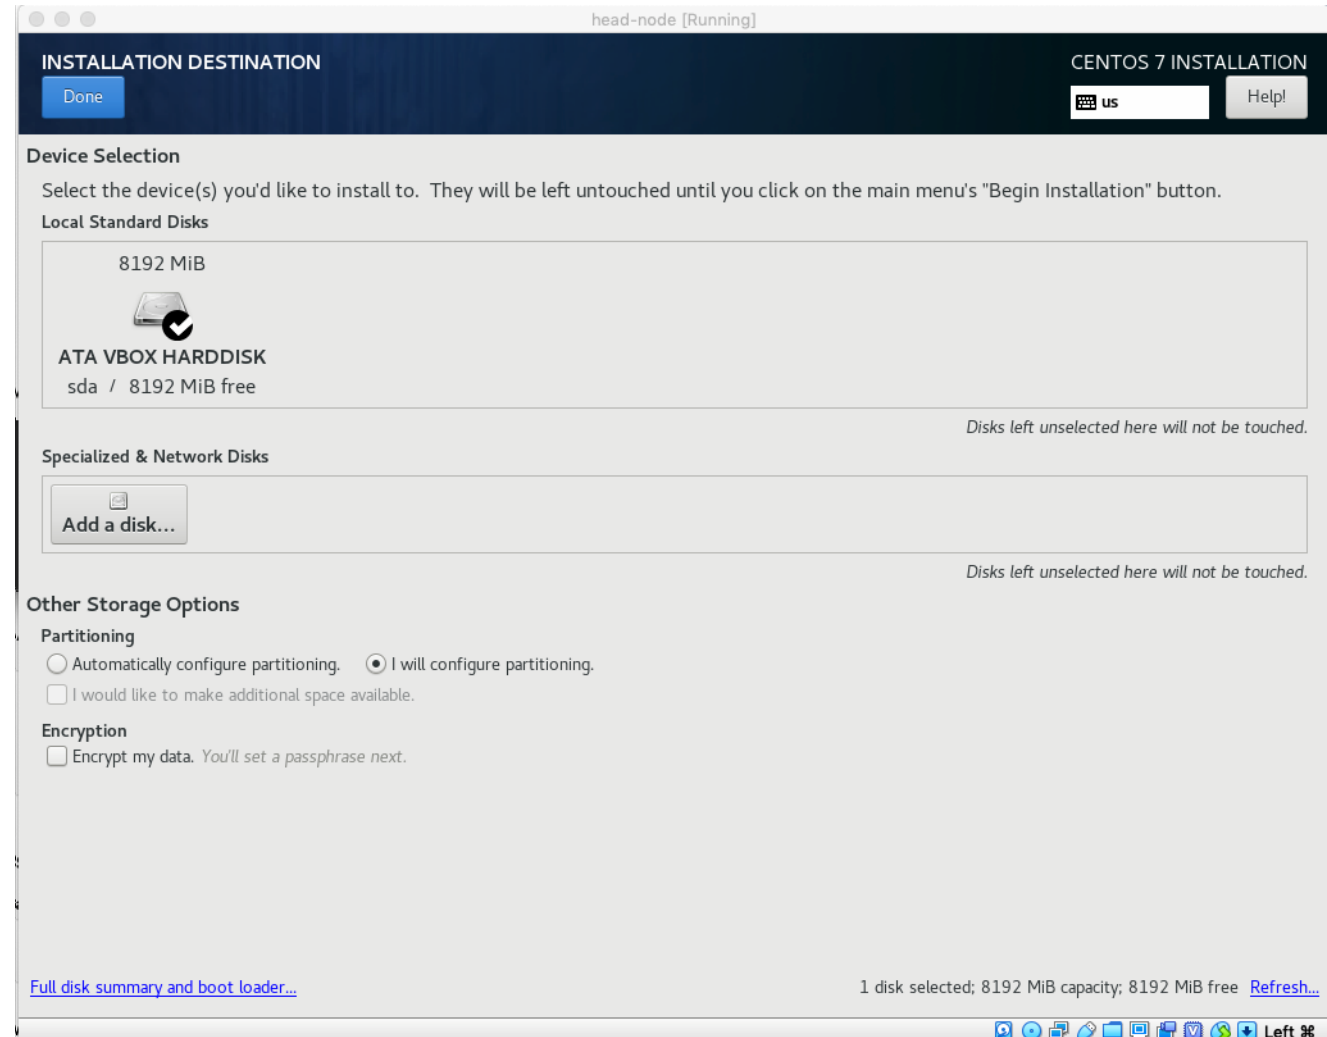 head-node [Running]
INSTALLATION DESTINATION
CENTOS 7 INSTALLATION
Done
us
Help!
Device Selection
Select the device(s) you'd like to install to. They will be left untouched until you click on the main menu's "Begin Installation" button.
Local Standard Disks
8192 MiB
ATA VBOX HARDDISK
sda / 8192 MiB free
Disks left unselected here will not be touched.
Specialized & Network Disks
Add a disk...
Disks left unselected here will not be touched.
Other Storage Options
Partitioning
Automatically configure partitioning. I will configure partitioning.
I would like to make additional space available.
Encryption
Encrypt my data. You'll set a passphrase next.
Full disk summary and boot loader...
1 disk selected; 8192 MiB capacity; 8192 MiB free Refresh...
Left ⌘